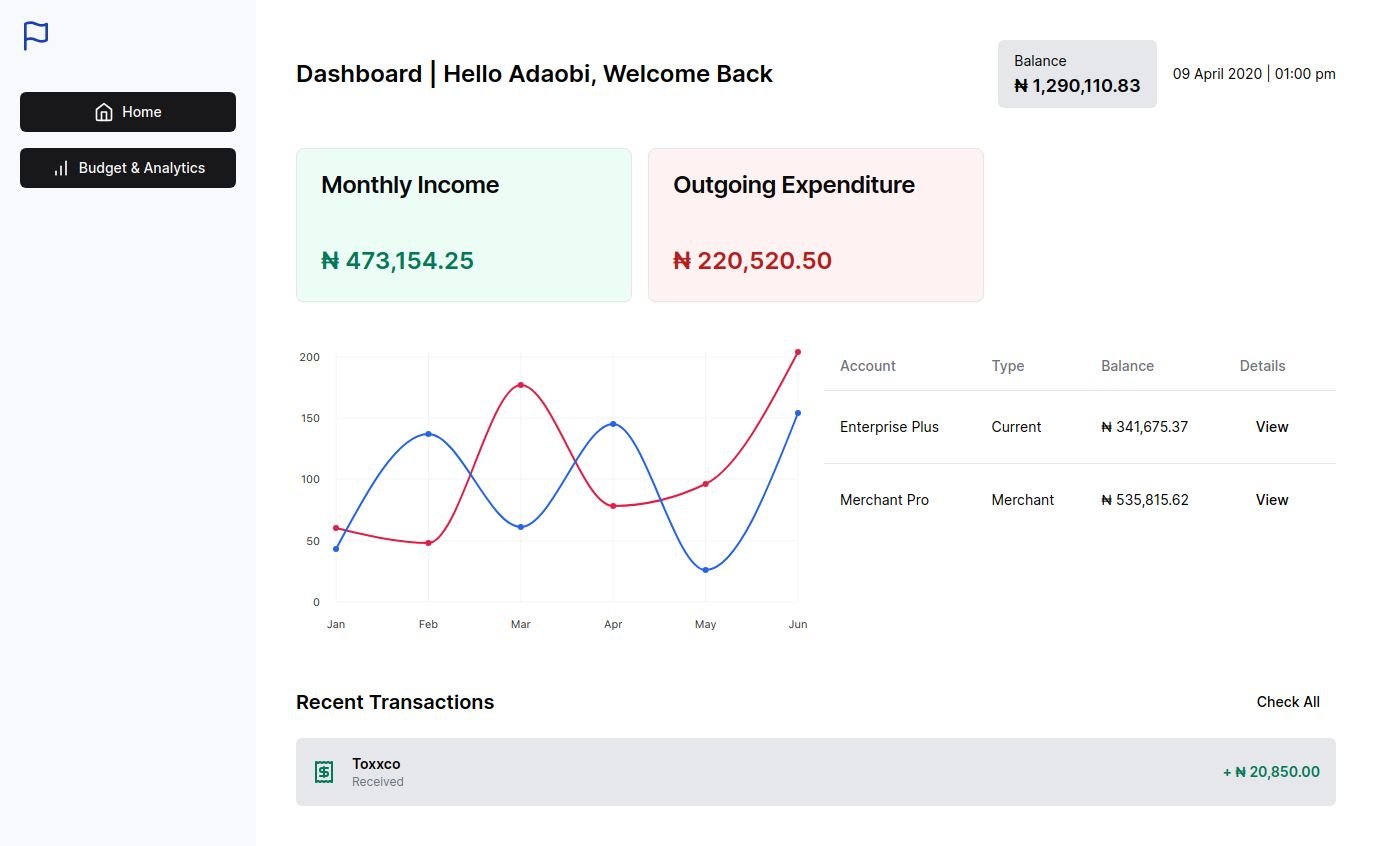 Dashboard | Hello Adaobi, Welcome Back
Balance
₦ 1,290,110.83
09 April 2020 | 01:00 pm
Home
Budget & Analytics
Monthly Income
₦ 473,154.25
Outgoing Expenditure
₦ 220,520.50
200
150
100
50
0
Jan Feb Mar Apr May Jun
Account Type Balance Details
Enterprise Plus Current ₦ 341,675.37 View
Merchant Pro Merchant ₦ 535,815.62 View
Recent Transactions
Check All
Toxxco
Received
+ ₦ 20,850.00